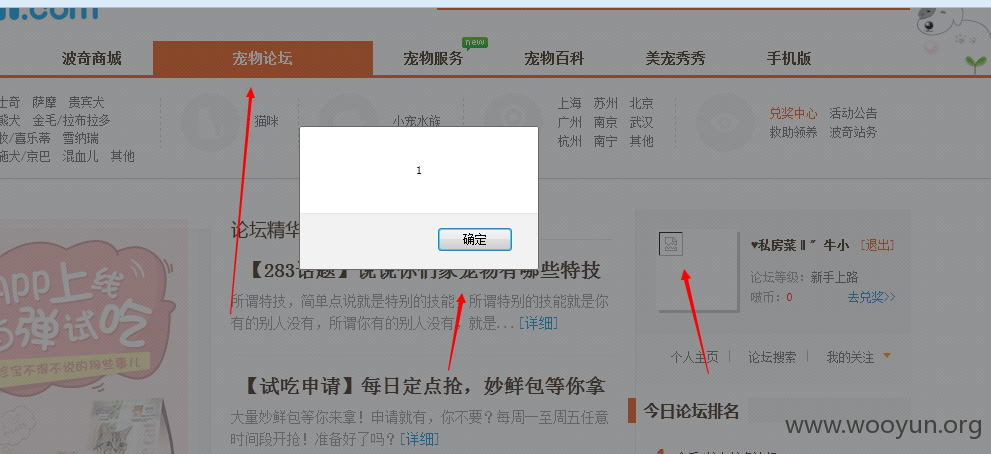 .com
new
波奇商城 宠物论坛 宠物服务 宠物百科 美宠秀秀 手机版
士奇 萨摩 贵宾犬
犬 金毛/拉布拉多
/喜乐蒂 雪纳瑞
犬/京巴 混血儿 其他
猫咪
小宠水族
上海 苏州 北京
广州 南京 武汉
杭州 南宁 其他
兑奖中心 活动公告
救助领养 波奇站务
1
确定
论坛精华
【283话题】说说你们家宠物有哪些特技
所谓特技,简单点说就是特别的技能,所谓特别的技能就是你
有的别人没有,所谓你有的别人没有,就是...[详细]
【试吃申请】每日定点抢,妙鲜包等你拿
大量妙鲜包等你来拿!申请就有,你不要?每周一至周五任意
时间段开抢!准备好了吗?[详细]
APP上线
弹试吃
宝不得不说的那些事儿
♥私房菜‖〞牛小 [退出]
论坛等级:新手上路
啵币:0 去兑奖>>
个人主页 | 论坛搜索 | 我的关注
今日论坛排名
www.wooyun.org